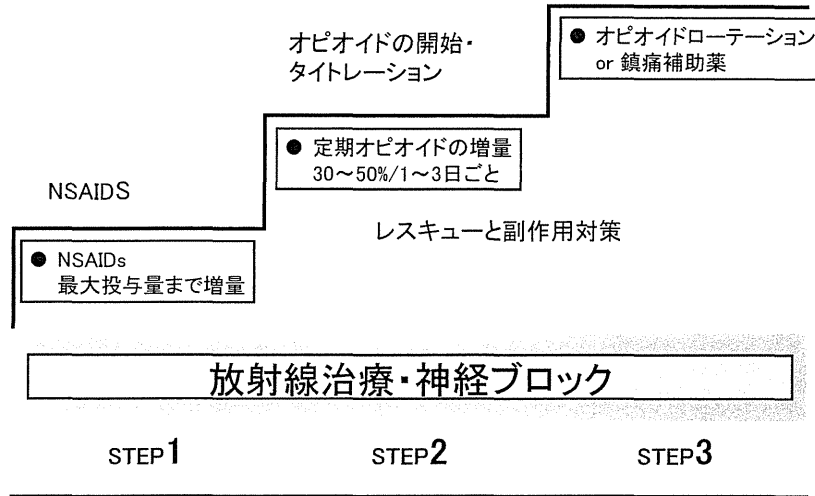 オピオイドの開始・
タイトレーション
● オピオイドローテーション
or 鎮痛補助薬
● 定期オピオイドの増量
30～50%/1～3日ごと
NSAIDS
レスキューと副作用対策
● NSAIDs
最大投与量まで増量
放射線治療・神経ブロック
STEP1
STEP2
STEP3